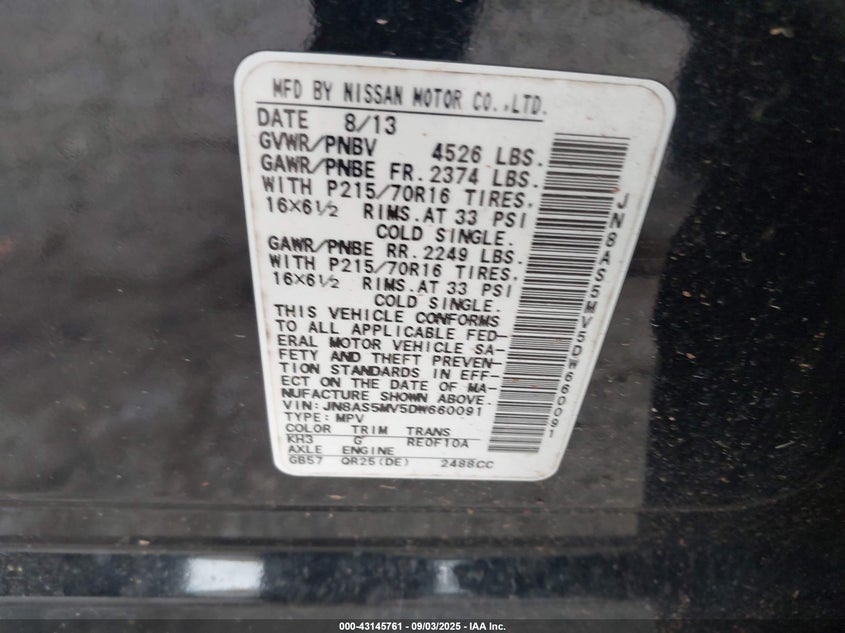 MFD BY NISSAN MOTOR CO.,LTD.
DATE 8/13
GVWR/PNBV 4526 LBS.
GAWR/PNBE FR. 2374 LBS.
WITH P215/70R16 TIRES.
16X6½ RIMS.AT 33 PSI
COLD SINGLE.
GAWR/PNBE RR. 2249 LBS.
WITH P215/70R16 TIRES.
16X6½ RIMS.AT 33 PSI
COLD SINGLE.
THIS VEHICLE CONFORMS
TO ALL APPLICABLE FED-
ERAL MOTOR VEHICLE SA-
FETY AND THEFT PREVEN-
TION STANDARDS IN EFF-
ECT ON THE DATE OF MA-
NUFACTURE SHOWN ABOVE.
VIN: JN8AS5MV5DW660091
TYPE: MPV
COLOR TRIM TRANS
KH3 G RE0F10A
AXLE ENGINE
GB57 QR25(DE) 2488CC
JN8AS5MV5DW660091
000-43145761 - 09/03/2025 - IAA Inc.